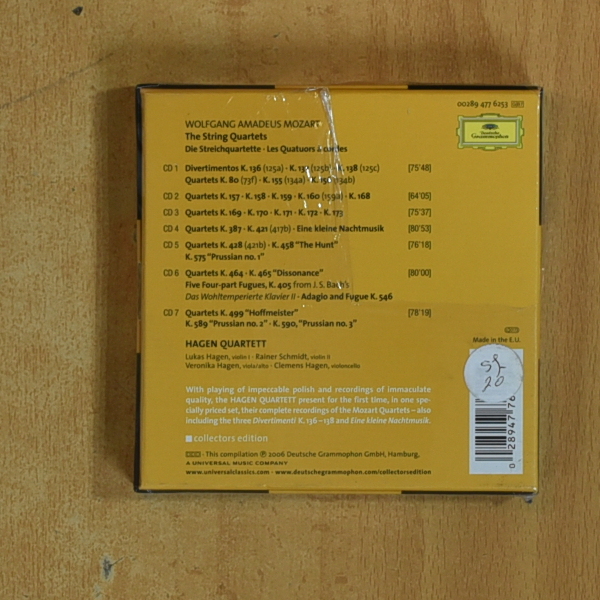 00289 477 6253 GB7
Deutsche
Grammophon
WOLFGANG AMADEUS MOZART
The String Quartets
Die Streichquartette · Les Quatuors à cordes
CD 1 Divertimentos K. 136 (125a) · K. 137 (125b) · K. 138 (125c) [75'48]
Quartets K. 80 (73f) · K. 155 (134a) · K. 156 (134b)
CD 2 Quartets K. 157 · K. 158 · K. 159 · K. 160 (159a) · K. 168 [64'05]
CD 3 Quartets K. 169 · K. 170 · K. 171 · K. 172 · K. 173 [75'37]
CD 4 Quartets K. 387 · K. 421 (417b) · Eine kleine Nachtmusik [80'53]
CD 5 Quartets K. 428 (421b) · K. 458 "The Hunt" [76'16]
K. 575 "Prussian no. 1"
CD 6 Quartets K. 464 · K. 465 "Dissonance" [80'00]
Five Four-part Fugues, K. 405 from J. S. Bach's
Das Wohltemperierte Klavier II · Adagio and Fugue K. 546
CD 7 Quartets K. 499 "Hoffmeister" [78'19]
K. 589 "Prussian no. 2" · K. 590, "Prussian no. 3"
HAGEN QUARTETT
Lukas Hagen, violin I · Rainer Schmidt, violin II
Veronika Hagen, viola/alto · Clemens Hagen, violoncello
Made in the E.U.
With playing of impeccable polish and recordings of immaculate
quality, the HAGEN QUARTETT present for the first time, in one spe-
cially priced set, their complete recordings of the Mozart Quartets – also
including the three Divertimenti K. 136 – 138 and Eine kleine Nachtmusik.
collectors edition
· This compilation ℗ 2006 Deutsche Grammophon GmbH, Hamburg,
A UNIVERSAL MUSIC COMPANY
www.universalclassics.com · www.deutschegrammophon.com/collectorsedition
20
0 28947 76